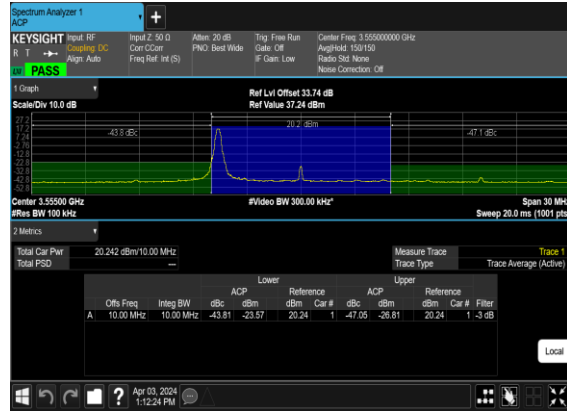 Spectrum Analyzer 1
ACP
+
KEYSIGHT Input: RF Input Z: 50 Ω Atten: 20 dB Trig: Free Run Center Freq: 3.555000000 GHz
R T Coupling: DC Corr CCorr PNO: Best Wide Gate: Off Avg|Hold: 150/150
Align: Auto Freq Ref: Int (S) IF Gain: Low Radio Std: None
PASS Noise Correction: Off
1 Graph
Ref Lvl Offset 33.74 dB
Scale/Div 10.0 dB Ref Value 37.24 dBm
27.2
17.2 -43.8 dBc 20.2 dBm -47.1 dBc
7.24
-2.76
-12.8
-22.8
-32.8
-42.8
-52.8
Center 3.55500 GHz #Video BW 300.00 kHz* Span 30 MHz
#Res BW 100 kHz Sweep 20.0 ms (1001 pts)
2 Metrics
Total Car Pwr 20.242 dBm/10.00 MHz Measure Trace Trace 1
Total PSD --- Trace Type Trace Average (Active)
Lower Upper
ACP Reference ACP Reference
Offs Freq Integ BW dBc dBm dBm Car # dBc dBm dBm Car # Filter
A 10.00 MHz 10.00 MHz -43.81 -23.57 20.24 1 -47.05 -26.81 20.24 1 -3 dB
Local
?
Apr 03, 2024
1:12:24 PM